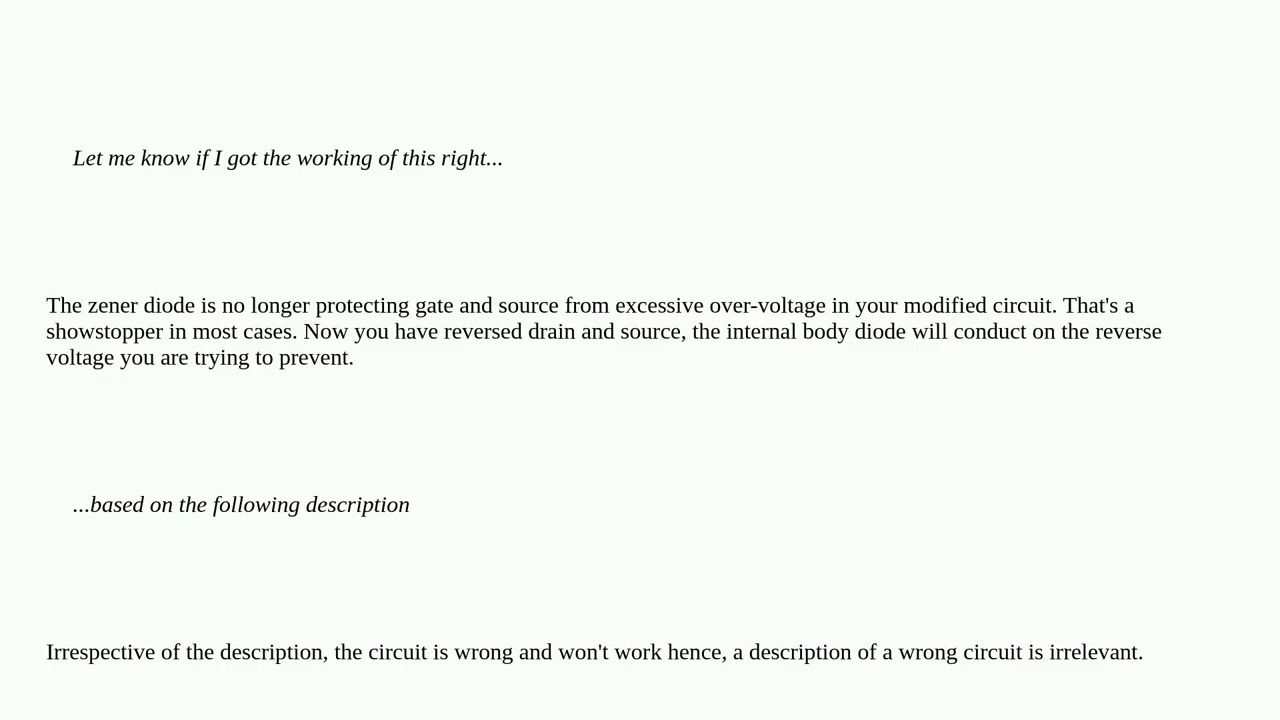 Let me know if I got the working of this right...
The zener diode is no longer protecting gate and source from excessive over-voltage in your modified circuit. That's a
showstopper in most cases. Now you have reversed drain and source, the internal body diode will conduct on the reverse
voltage you are trying to prevent.
...based on the following description
Irrespective of the description, the circuit is wrong and won't work hence, a description of a wrong circuit is irrelevant.